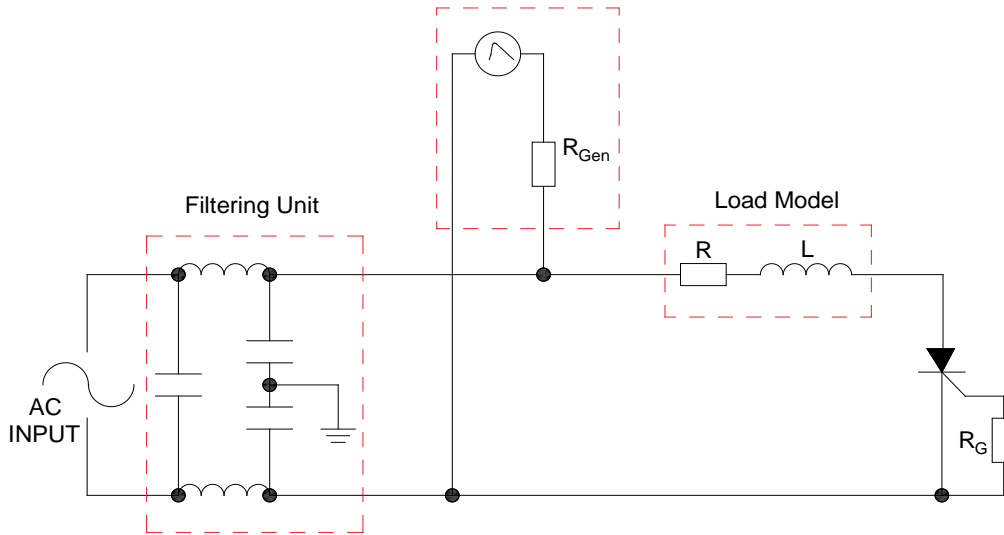 R_Gen
Filtering Unit
Load Model
R
L
AC
INPUT
R_G